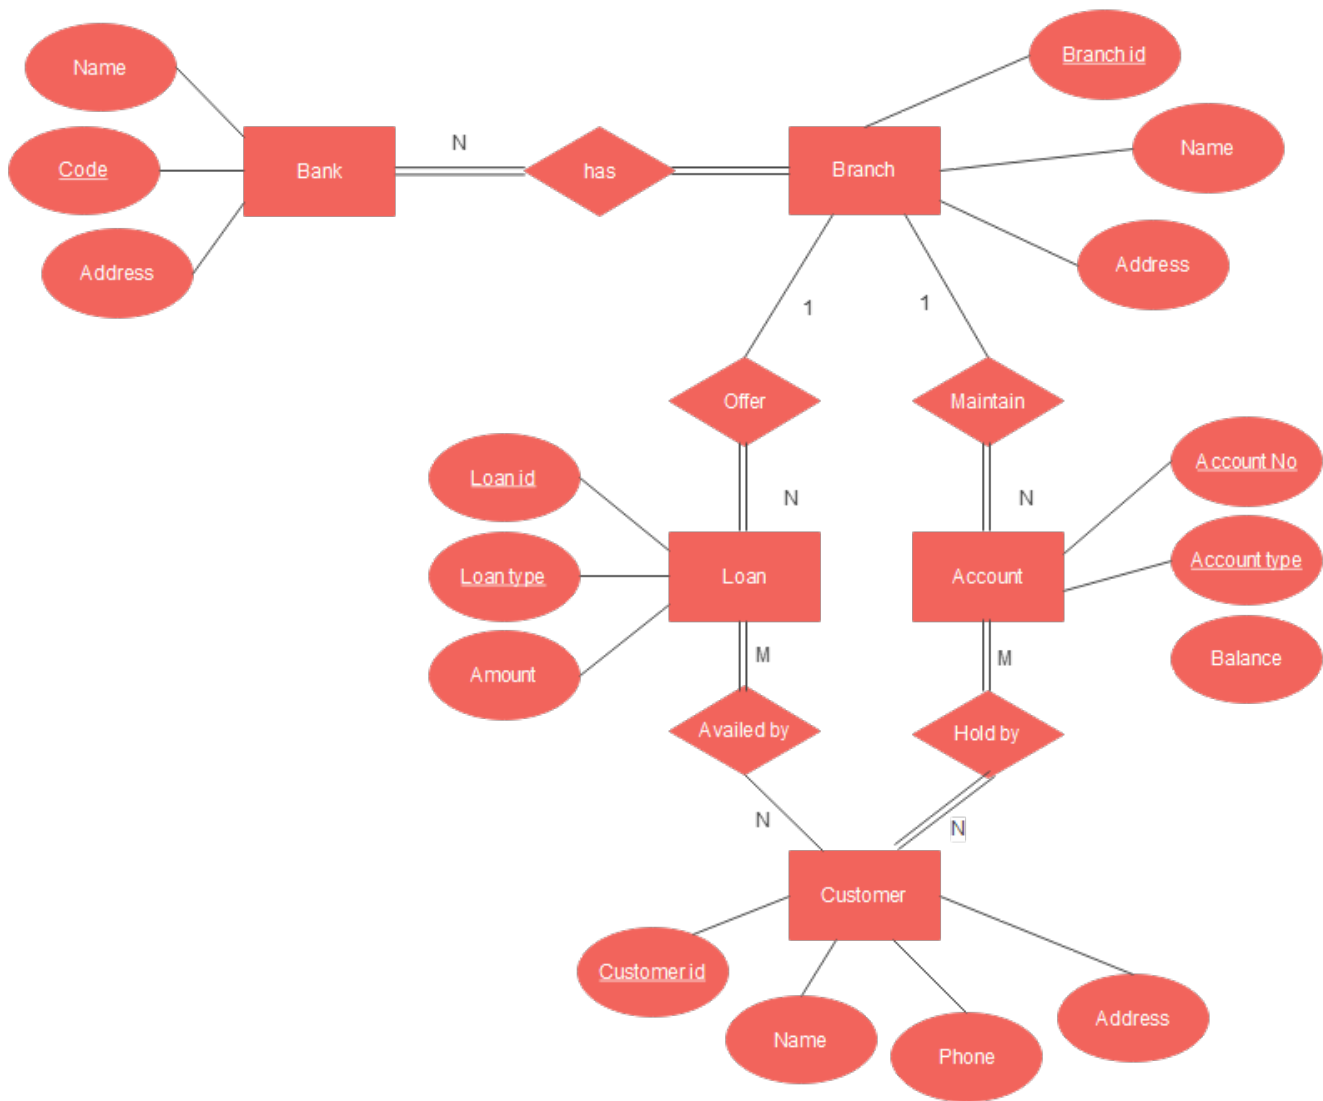 Name
Code
Address
Bank
N
has
Branch
Branch id
Name
Address
1
1
Offer
Maintain
N
N
Loan id
Loan type
Amount
Loan
Account
Account No
Account type
Balance
M
M
Availed by
Hold by
N
N
Customer
Customer id
Name
Phone
Address